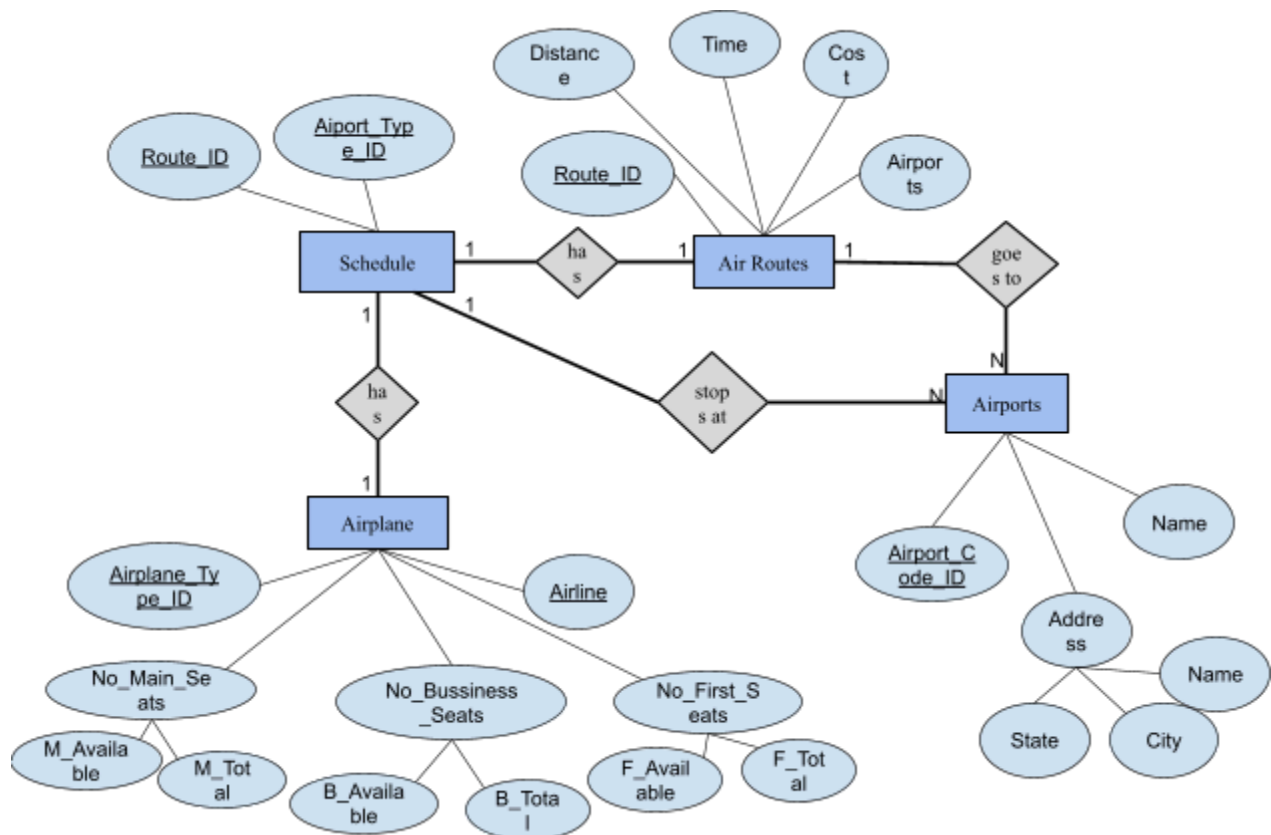 Distanc
e
Time
Cos
t
Route_ID
Aiport_Typ
e_ID
Route_ID
Airpor
ts
Schedule
1
ha
s
1
Air Routes
1
goe
s to
1
1
N
ha
s
stop
s at
N
Airports
1
Airplane
Airplane_Ty
pe_ID
Airline
Airport_C
ode_ID
Name
Addre
ss
No_Main_Se
ats
No_Bussiness
_Seats
No_First_S
eats
Name
State
City
M_Availa
ble
M_Tot
al
B_Availa
ble
B_Tota
l
F_Avail
able
F_Tot
al